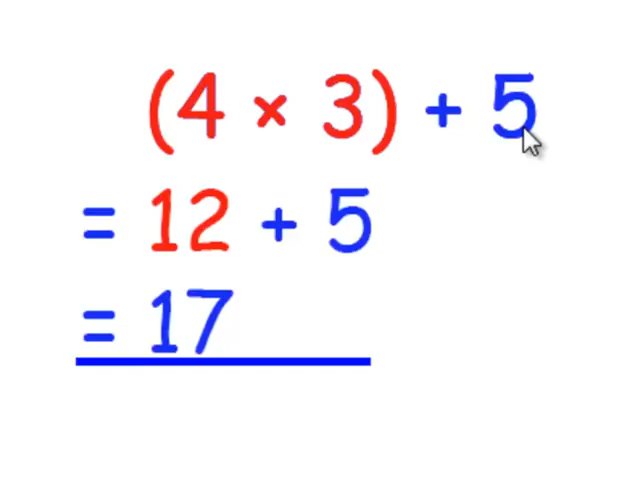 (4 × 3) + 5
= 12 + 5
= 17